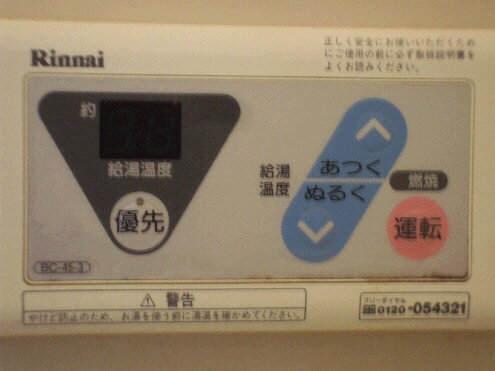 Rinnai
正しく安全にお使いいただくため
にご使用の前に必ず取扱説明書を
よくお読みください。
約
給湯温度
優先
給湯
温度
あつく
ぬるく
燃焼
運転
BC-45-3
⚠ 警告
やけど防止のため、お湯を使う前に湯温を確かめてください。
フリーダイヤル
0120-054321